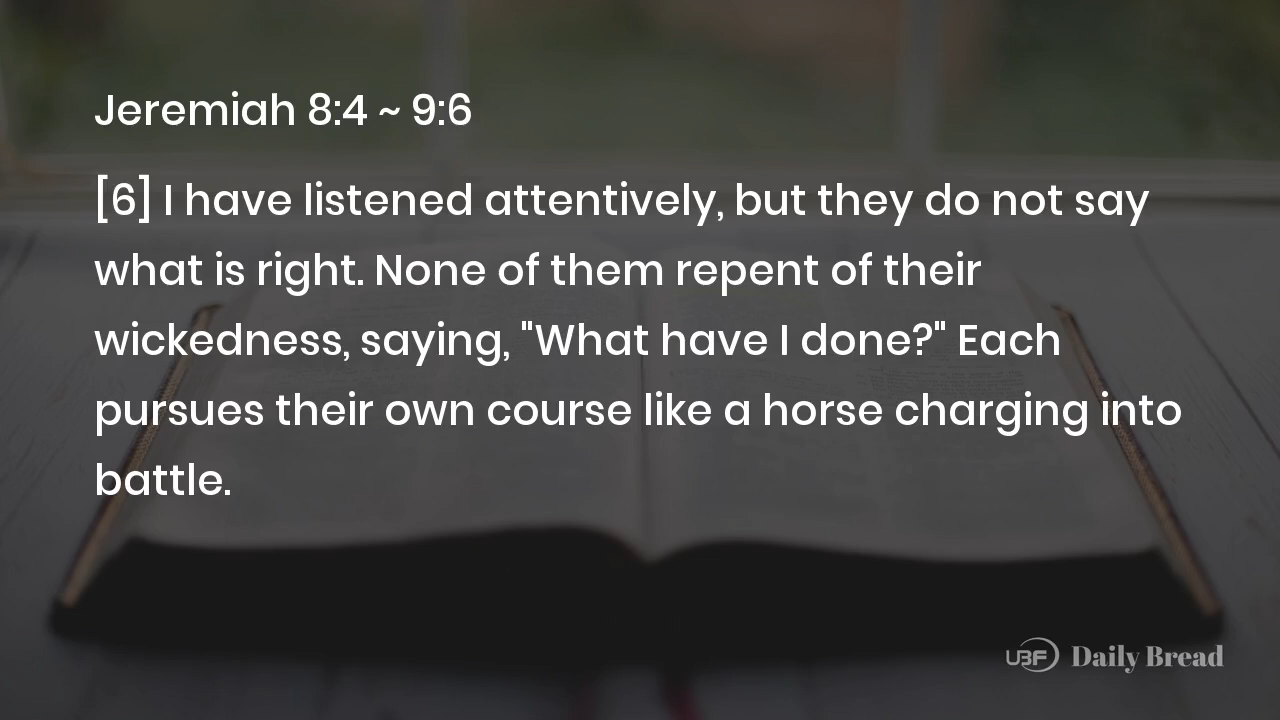 Jeremiah 8:4 ~ 9:6
[6] I have listened attentively, but they do not say
what is right. None of them repent of their
wickedness, saying, "What have I done?" Each
pursues their own course like a horse charging into
battle.
UBF Daily Bread